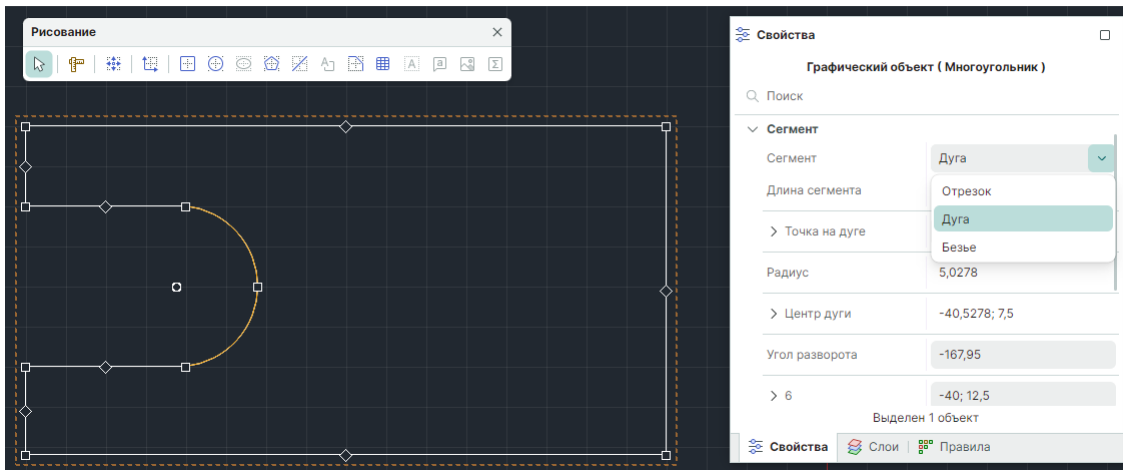 Рисование
Свойства
Графический объект ( Многоугольник )
Поиск
Сегмент
Сегмент
Дуга
Длина сегмента
Отрезок
Дуга
Безье
Точка на дуге
Радиус
5,0278
Центр дуги
-40,5278; 7,5
Угол разворота
-167,95
6
-40; 12,5
Выделен 1 объект
Свойства
Слои
Правила